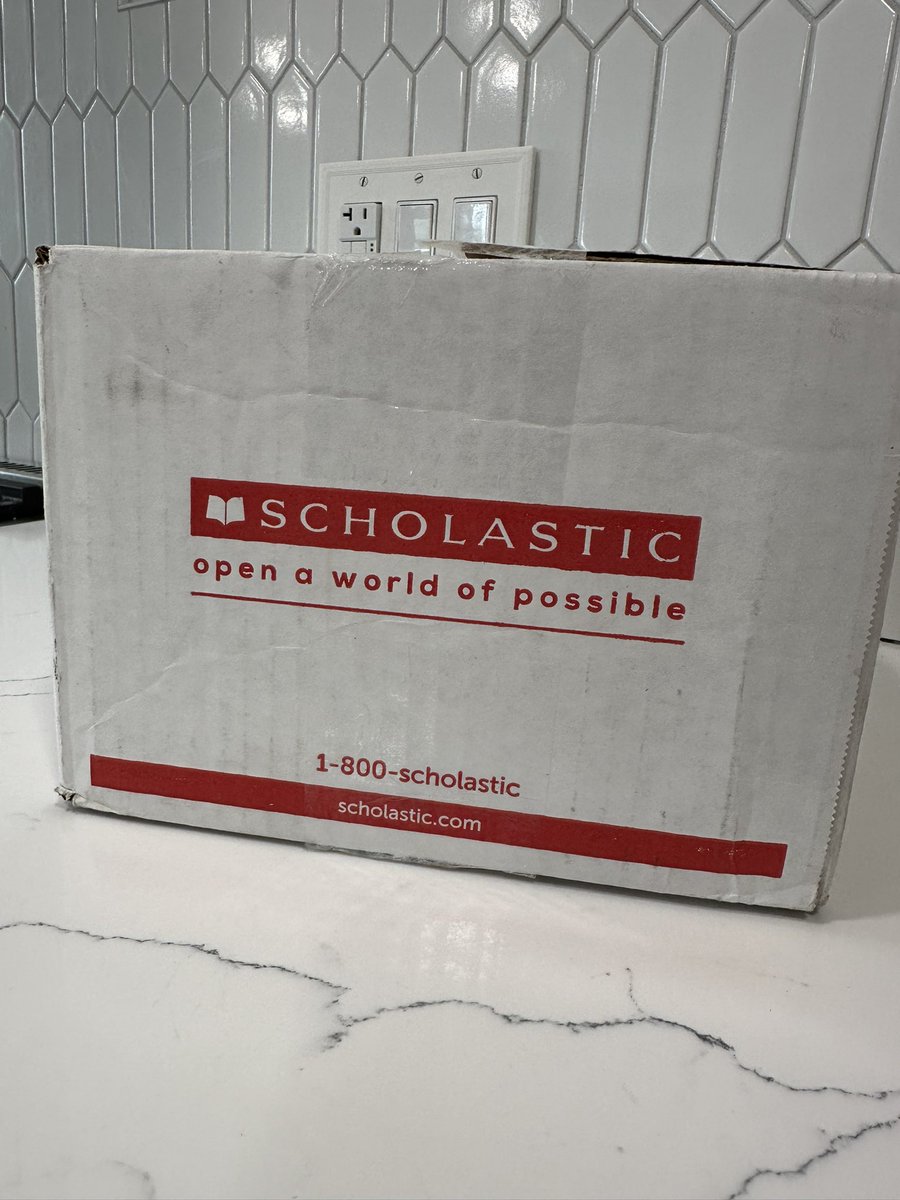 SCHOLASTIC
open a world of possible
1-800-scholastic
scholastic.com